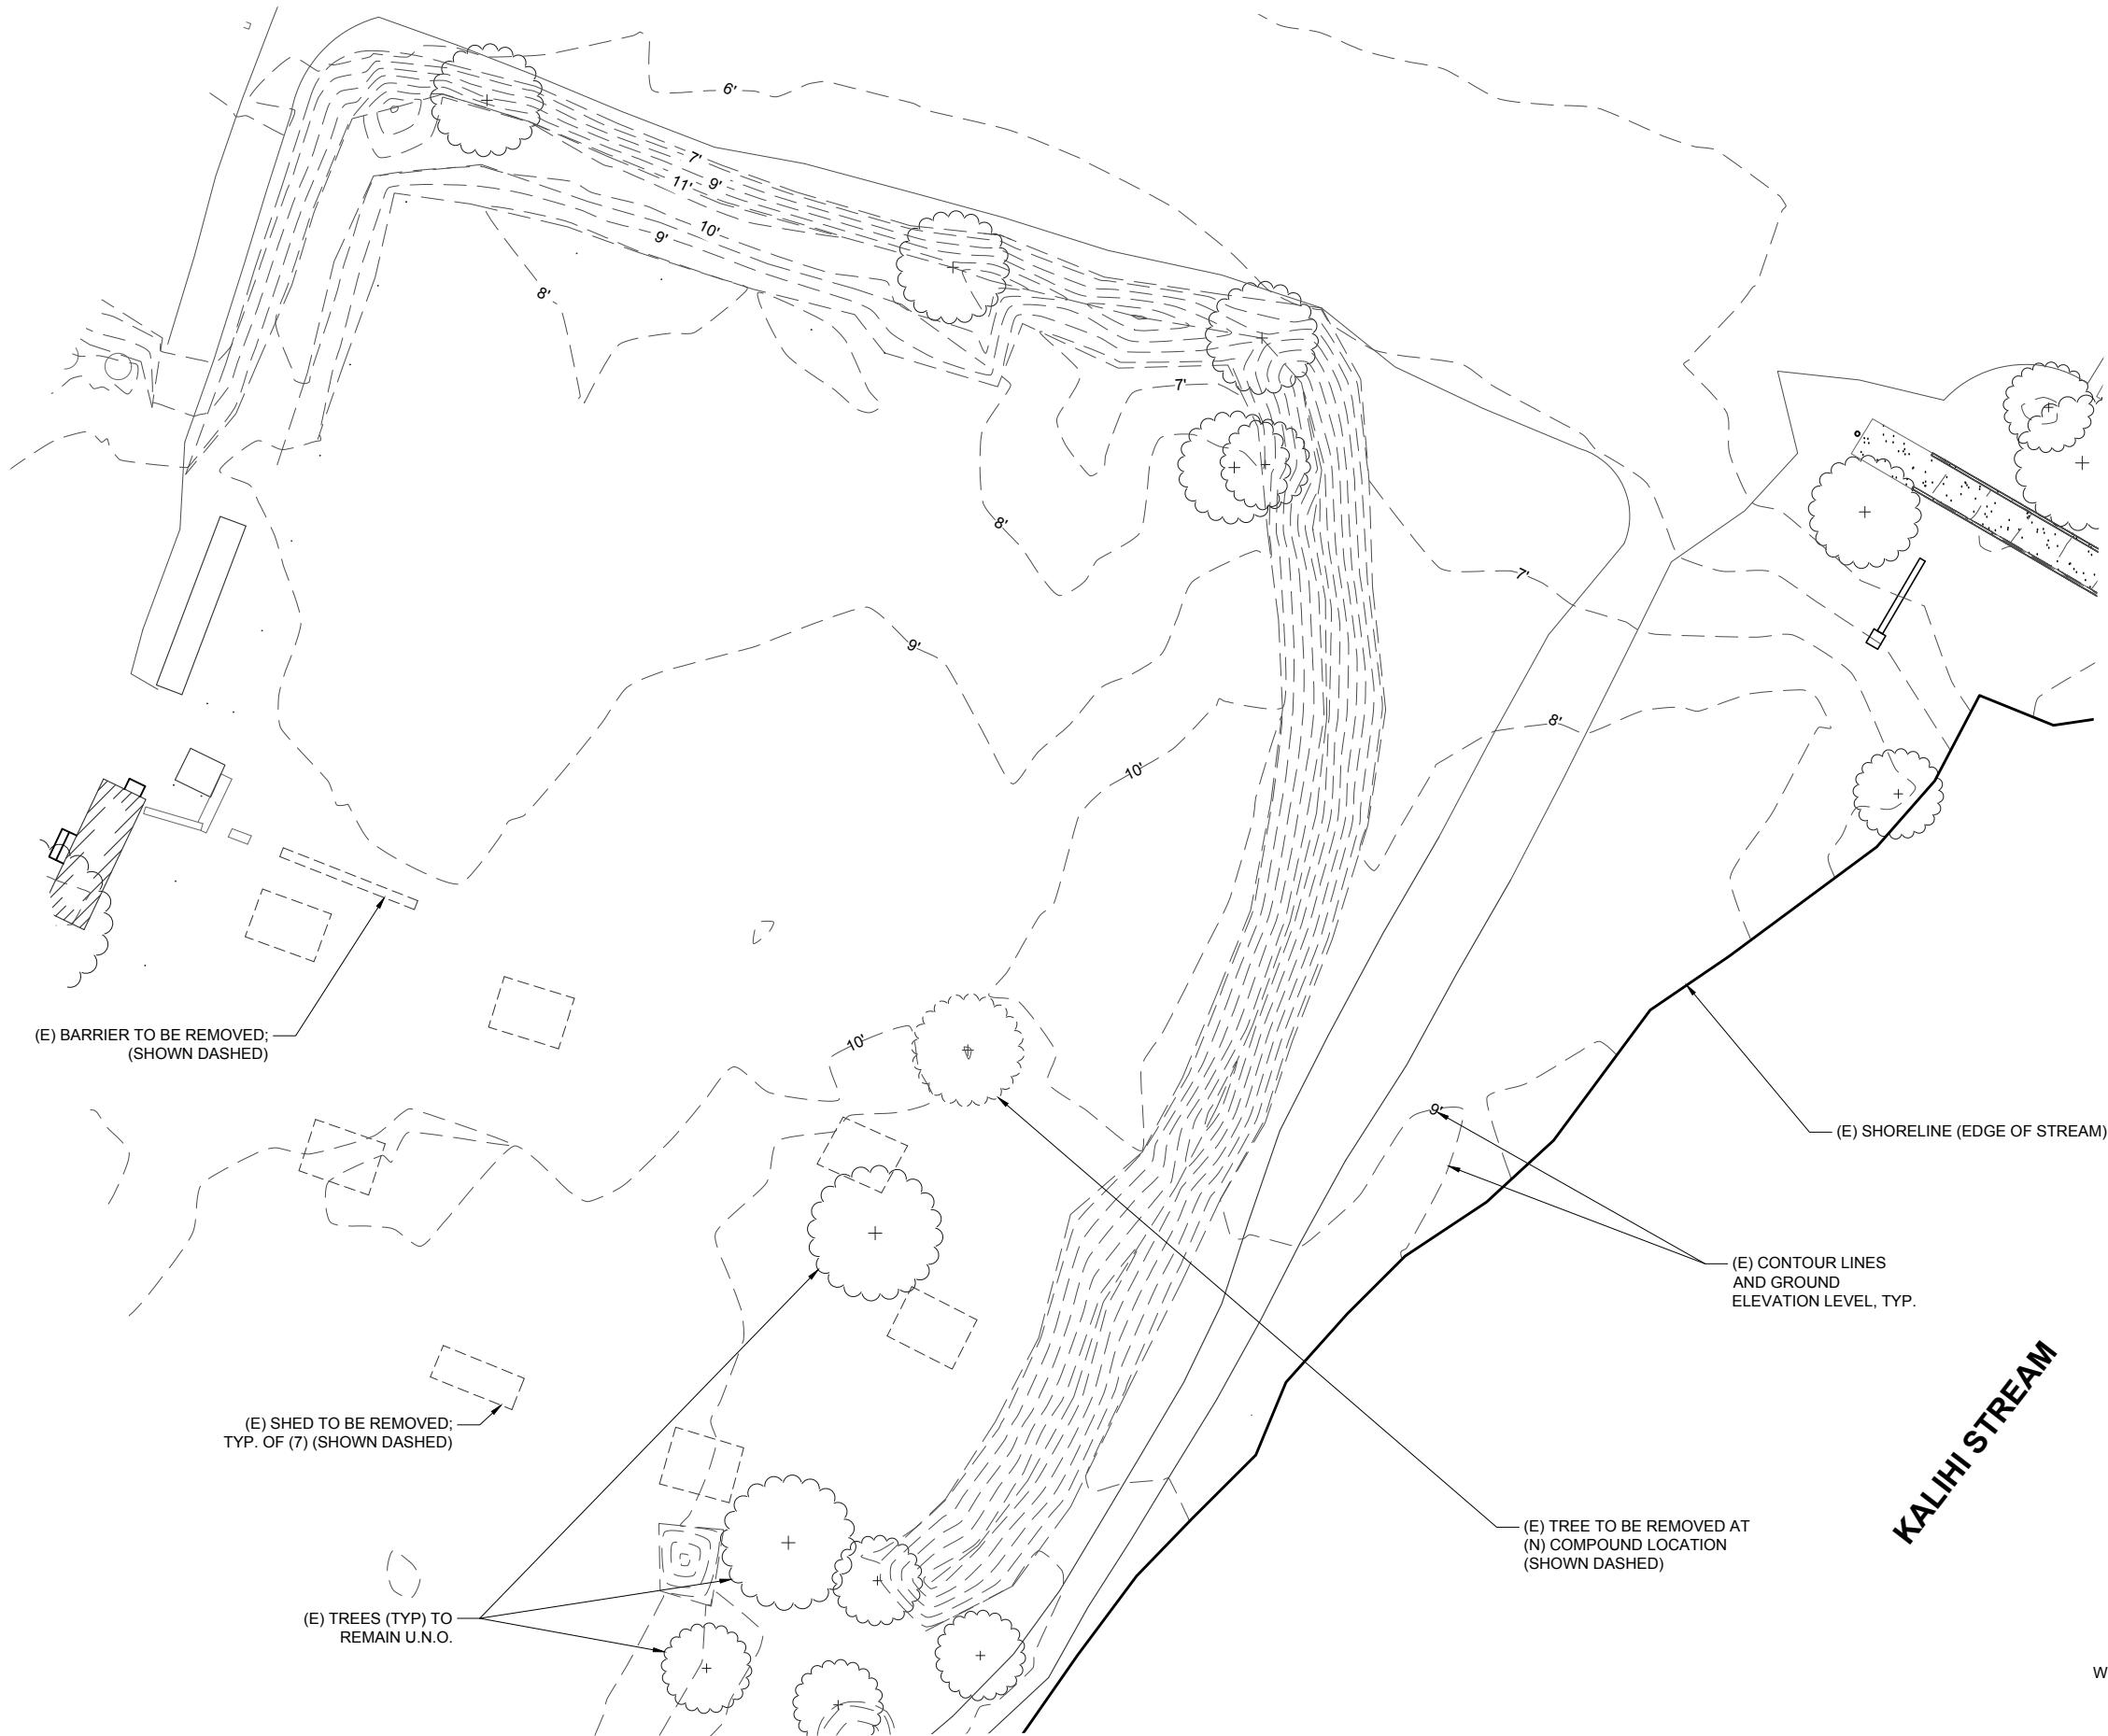 6'
7'
9'
11'
10'
9'
8'
7'
8'
7'
9'
8'
10'
(E) BARRIER TO BE REMOVED;
(SHOWN DASHED)
10'
9'
(E) SHORELINE (EDGE OF STREAM)
(E) CONTOUR LINES
AND GROUND
ELEVATION LEVEL, TYP.
KALIHI STREAM
(E) SHED TO BE REMOVED;
TYP. OF (7) (SHOWN DASHED)
(E) TREE TO BE REMOVED AT
(N) COMPOUND LOCATION
(SHOWN DASHED)
(E) TREES (TYP) TO
REMAIN U.N.O.
W